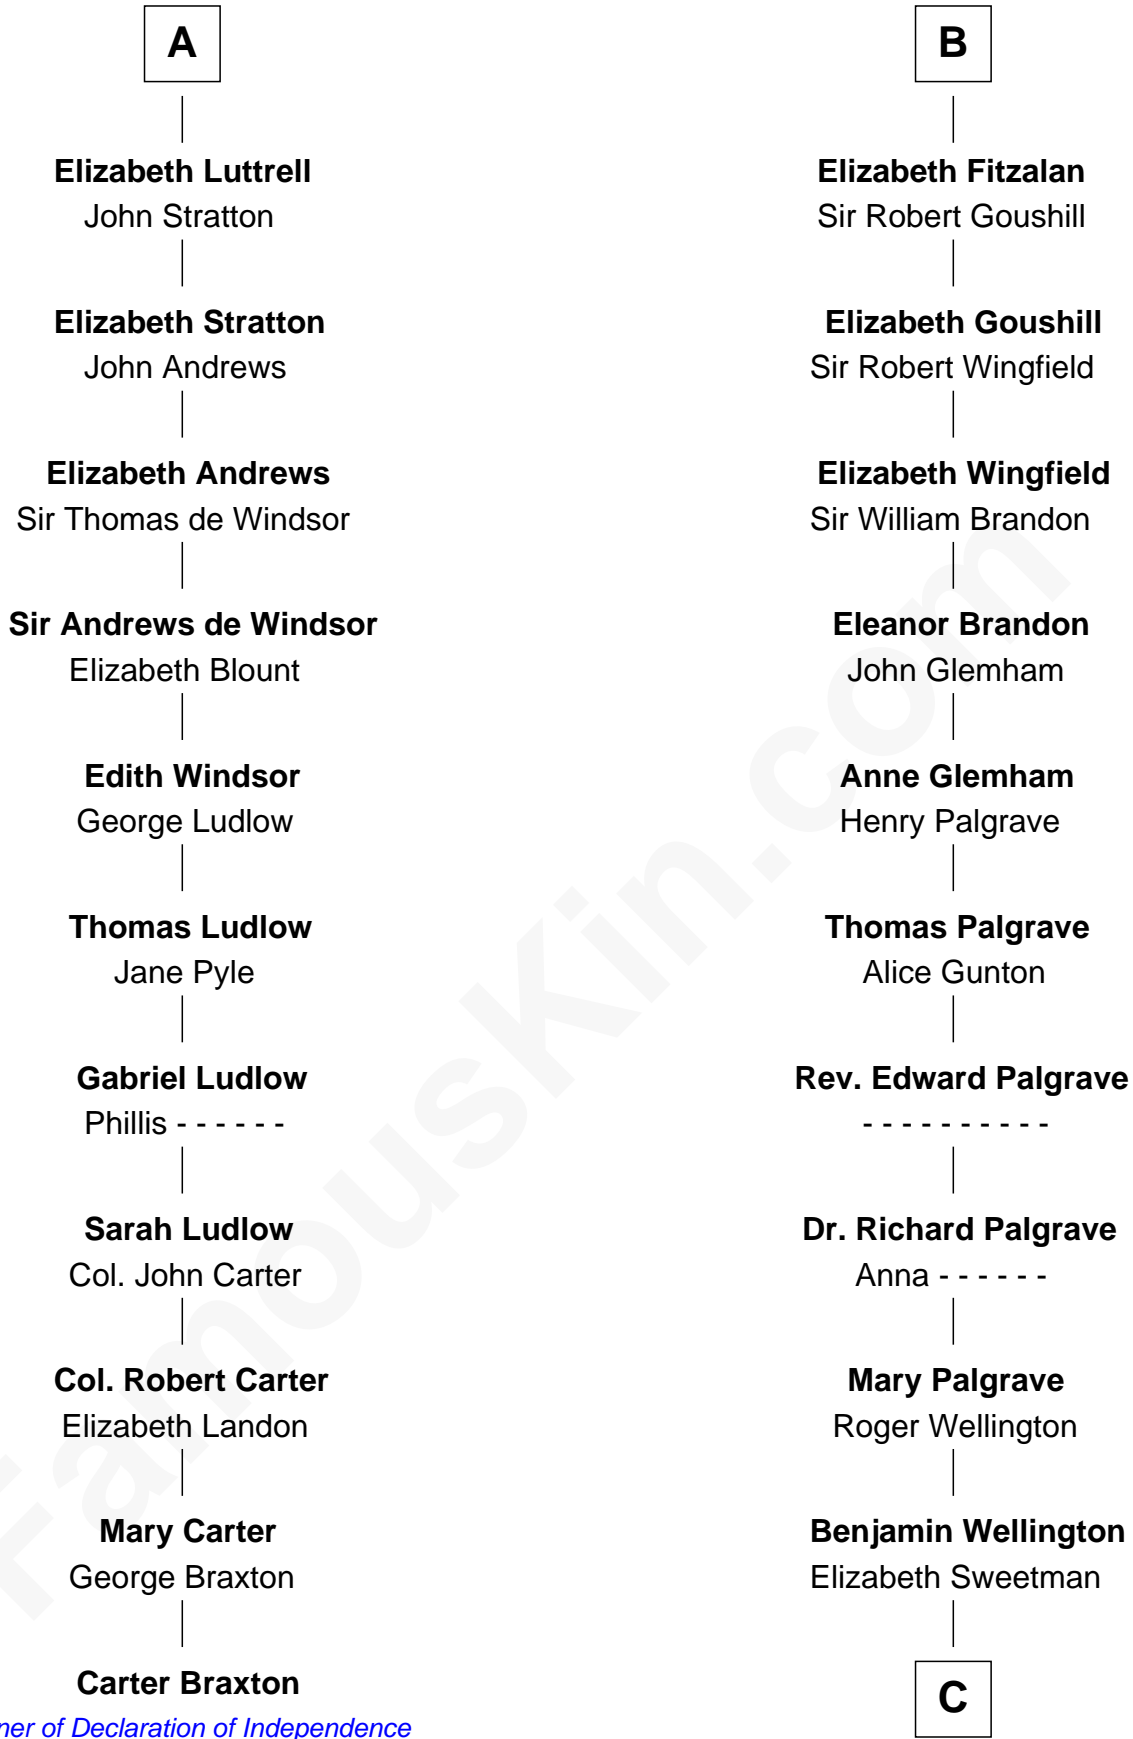 A
Elizabeth Luttrell
John Stratton
Elizabeth Stratton
John Andrews
Elizabeth Andrews
Sir Thomas de Windsor
Sir Andrews de Windsor
Elizabeth Blount
Edith Windsor
George Ludlow
Thomas Ludlow
Jane Pyle
Gabriel Ludlow
Phillis - - - - - -
Sarah Ludlow
Col. John Carter
Col. Robert Carter
Elizabeth Landon
Mary Carter
George Braxton
Carter Braxton
ner of Declaration of Independence
B
Elizabeth Fitzalan
Sir Robert Goushill
Elizabeth Goushill
Sir Robert Wingfield
Elizabeth Wingfield
Sir William Brandon
Eleanor Brandon
John Glemham
Anne Glemham
Henry Palgrave
Thomas Palgrave
Alice Gunton
Rev. Edward Palgrave
- - - - - - - - - -
Dr. Richard Palgrave
Anna - - - - - -
Mary Palgrave
Roger Wellington
Benjamin Wellington
Elizabeth Sweetman
C
FamousKin.com